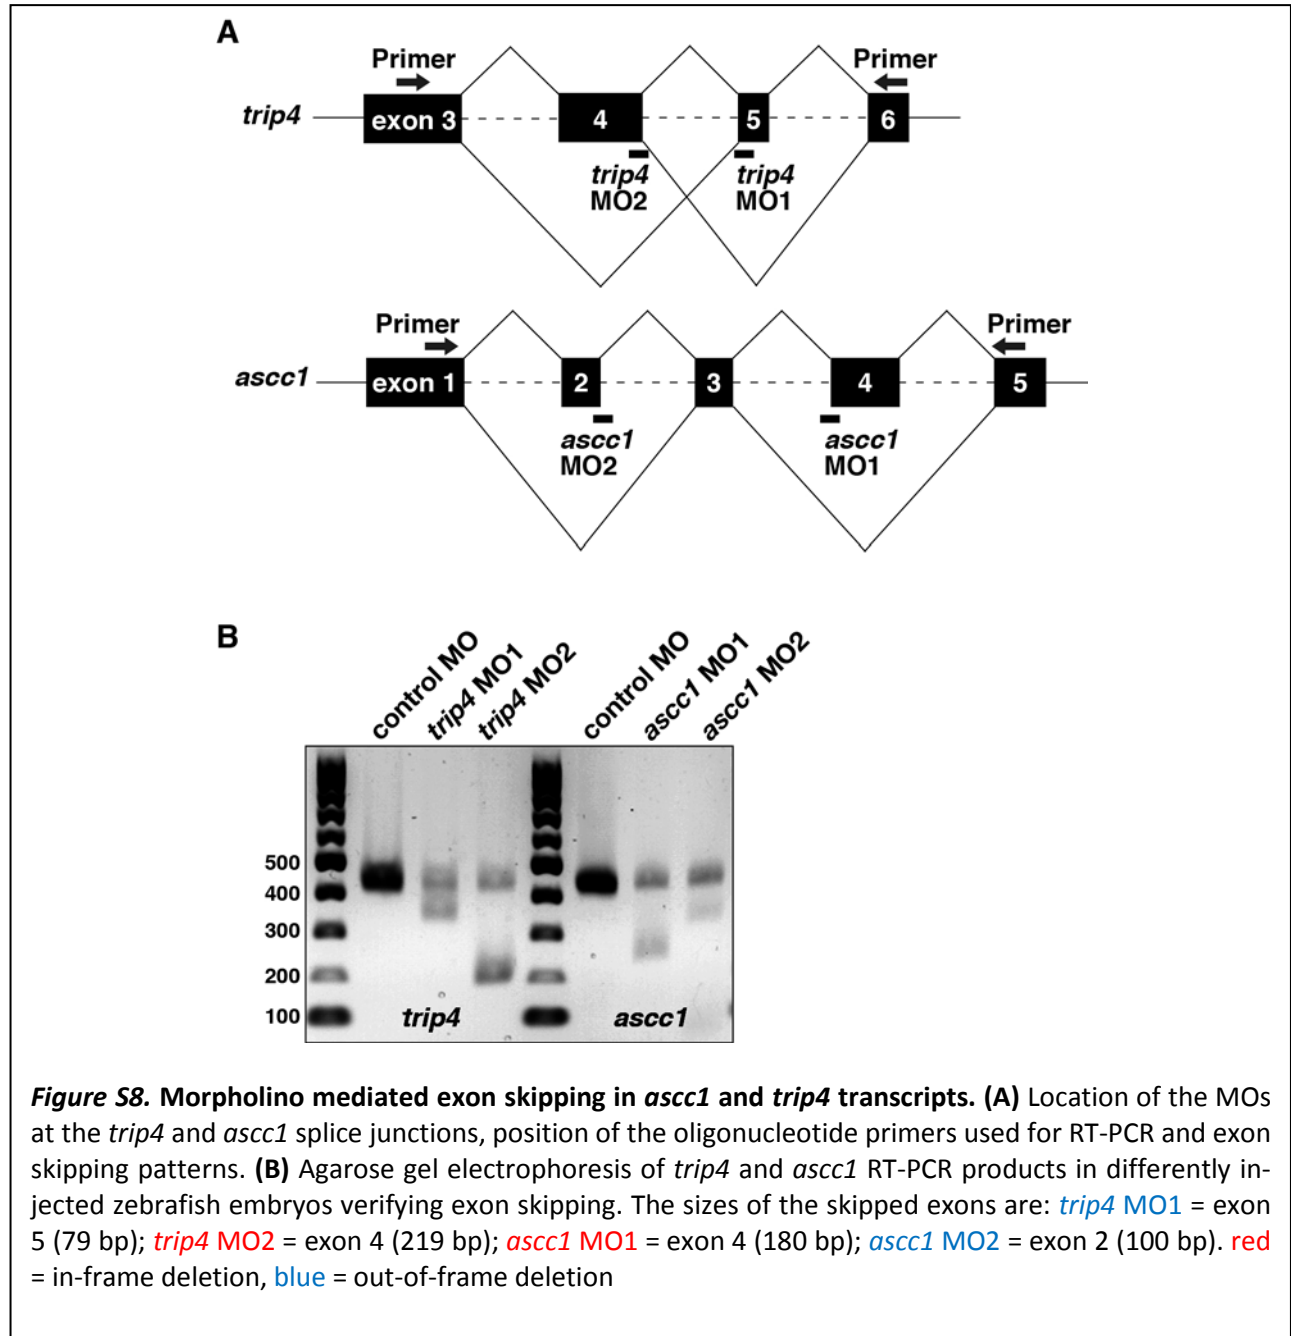 A
Primer
Primer
trip4
exon 3
4
5
6
trip4
MO2
trip4
MO1
Primer
Primer
ascc1
exon 1
2
3
4
5
ascc1
MO2
ascc1
MO1
B
control MO
trip4 MO1
trip4 MO2
control MO
ascc1 MO1
ascc1 MO2
500
400
300
200
100
trip4
ascc1
Figure S8. Morpholino mediated exon skipping in ascc1 and trip4 transcripts. (A) Location of the MOs
at the trip4 and ascc1 splice junctions, position of the oligonucleotide primers used for RT-PCR and exon
skipping patterns. (B) Agarose gel electrophoresis of trip4 and ascc1 RT-PCR products in differently in-
jected zebrafish embryos verifying exon skipping. The sizes of the skipped exons are: trip4 MO1 = exon
5 (79 bp); trip4 MO2 = exon 4 (219 bp); ascc1 MO1 = exon 4 (180 bp); ascc1 MO2 = exon 2 (100 bp). red
= in-frame deletion, blue = out-of-frame deletion